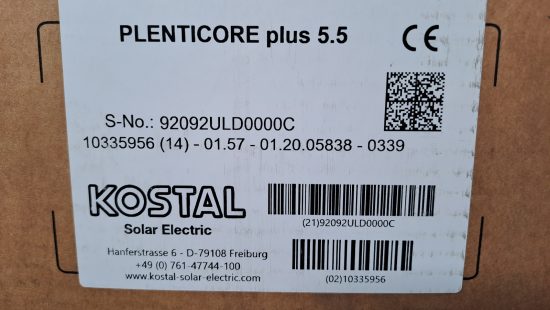 PLENTICORE plus 5.5
CE
S-No.: 92092ULD0000C
10335956 (14) - 01.57 - 01.20.05838 - 0339
KOSTAL
Solar Electric
Hanferstrasse 6 - D-79108 Freiburg
+49 (0) 761-47744-100
www.kostal-solar-electric.com
(21)92092ULD0000C
(02)10335956